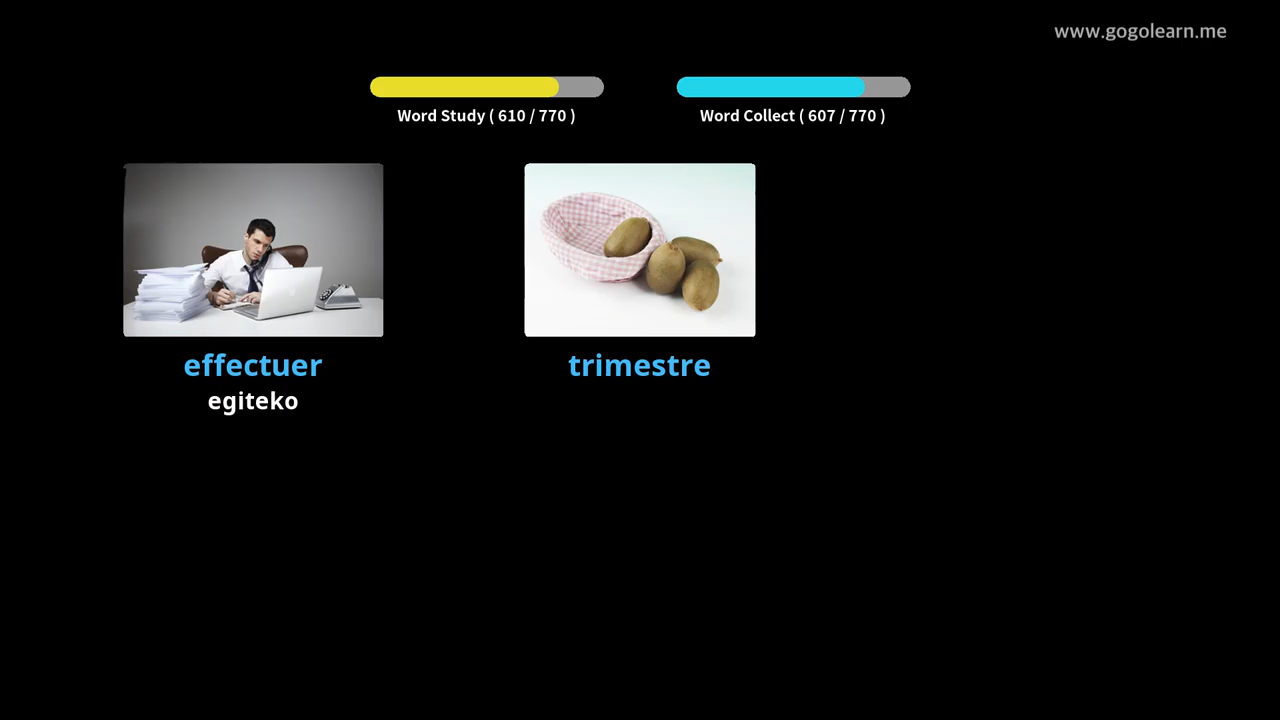 www.gogolearn.me
Word Study ( 610 / 770 )
Word Collect ( 607 / 770 )
effectuer
egiteko
trimestre